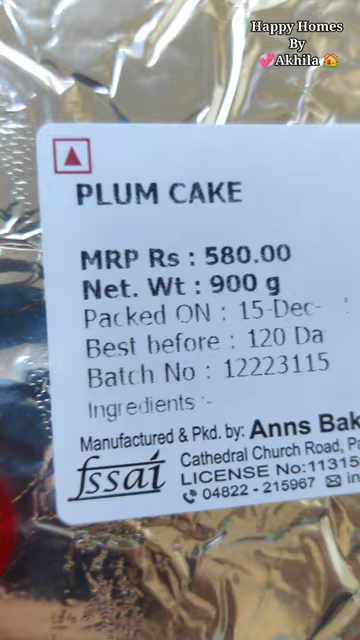 Happy Homes
By
💞Akhila 🏠
PLUM CAKE
MRP Rs : 580.00
Net. Wt : 900 g
Packed ON : 15-Dec-
Best before : 120 Da
Batch No : 12223115
Ingredients :-
Manufactured & Pkd. by: Anns Bak
fssai
Cathedral Church Road, Pa
LICENSE No:11315
04822 - 215967 in